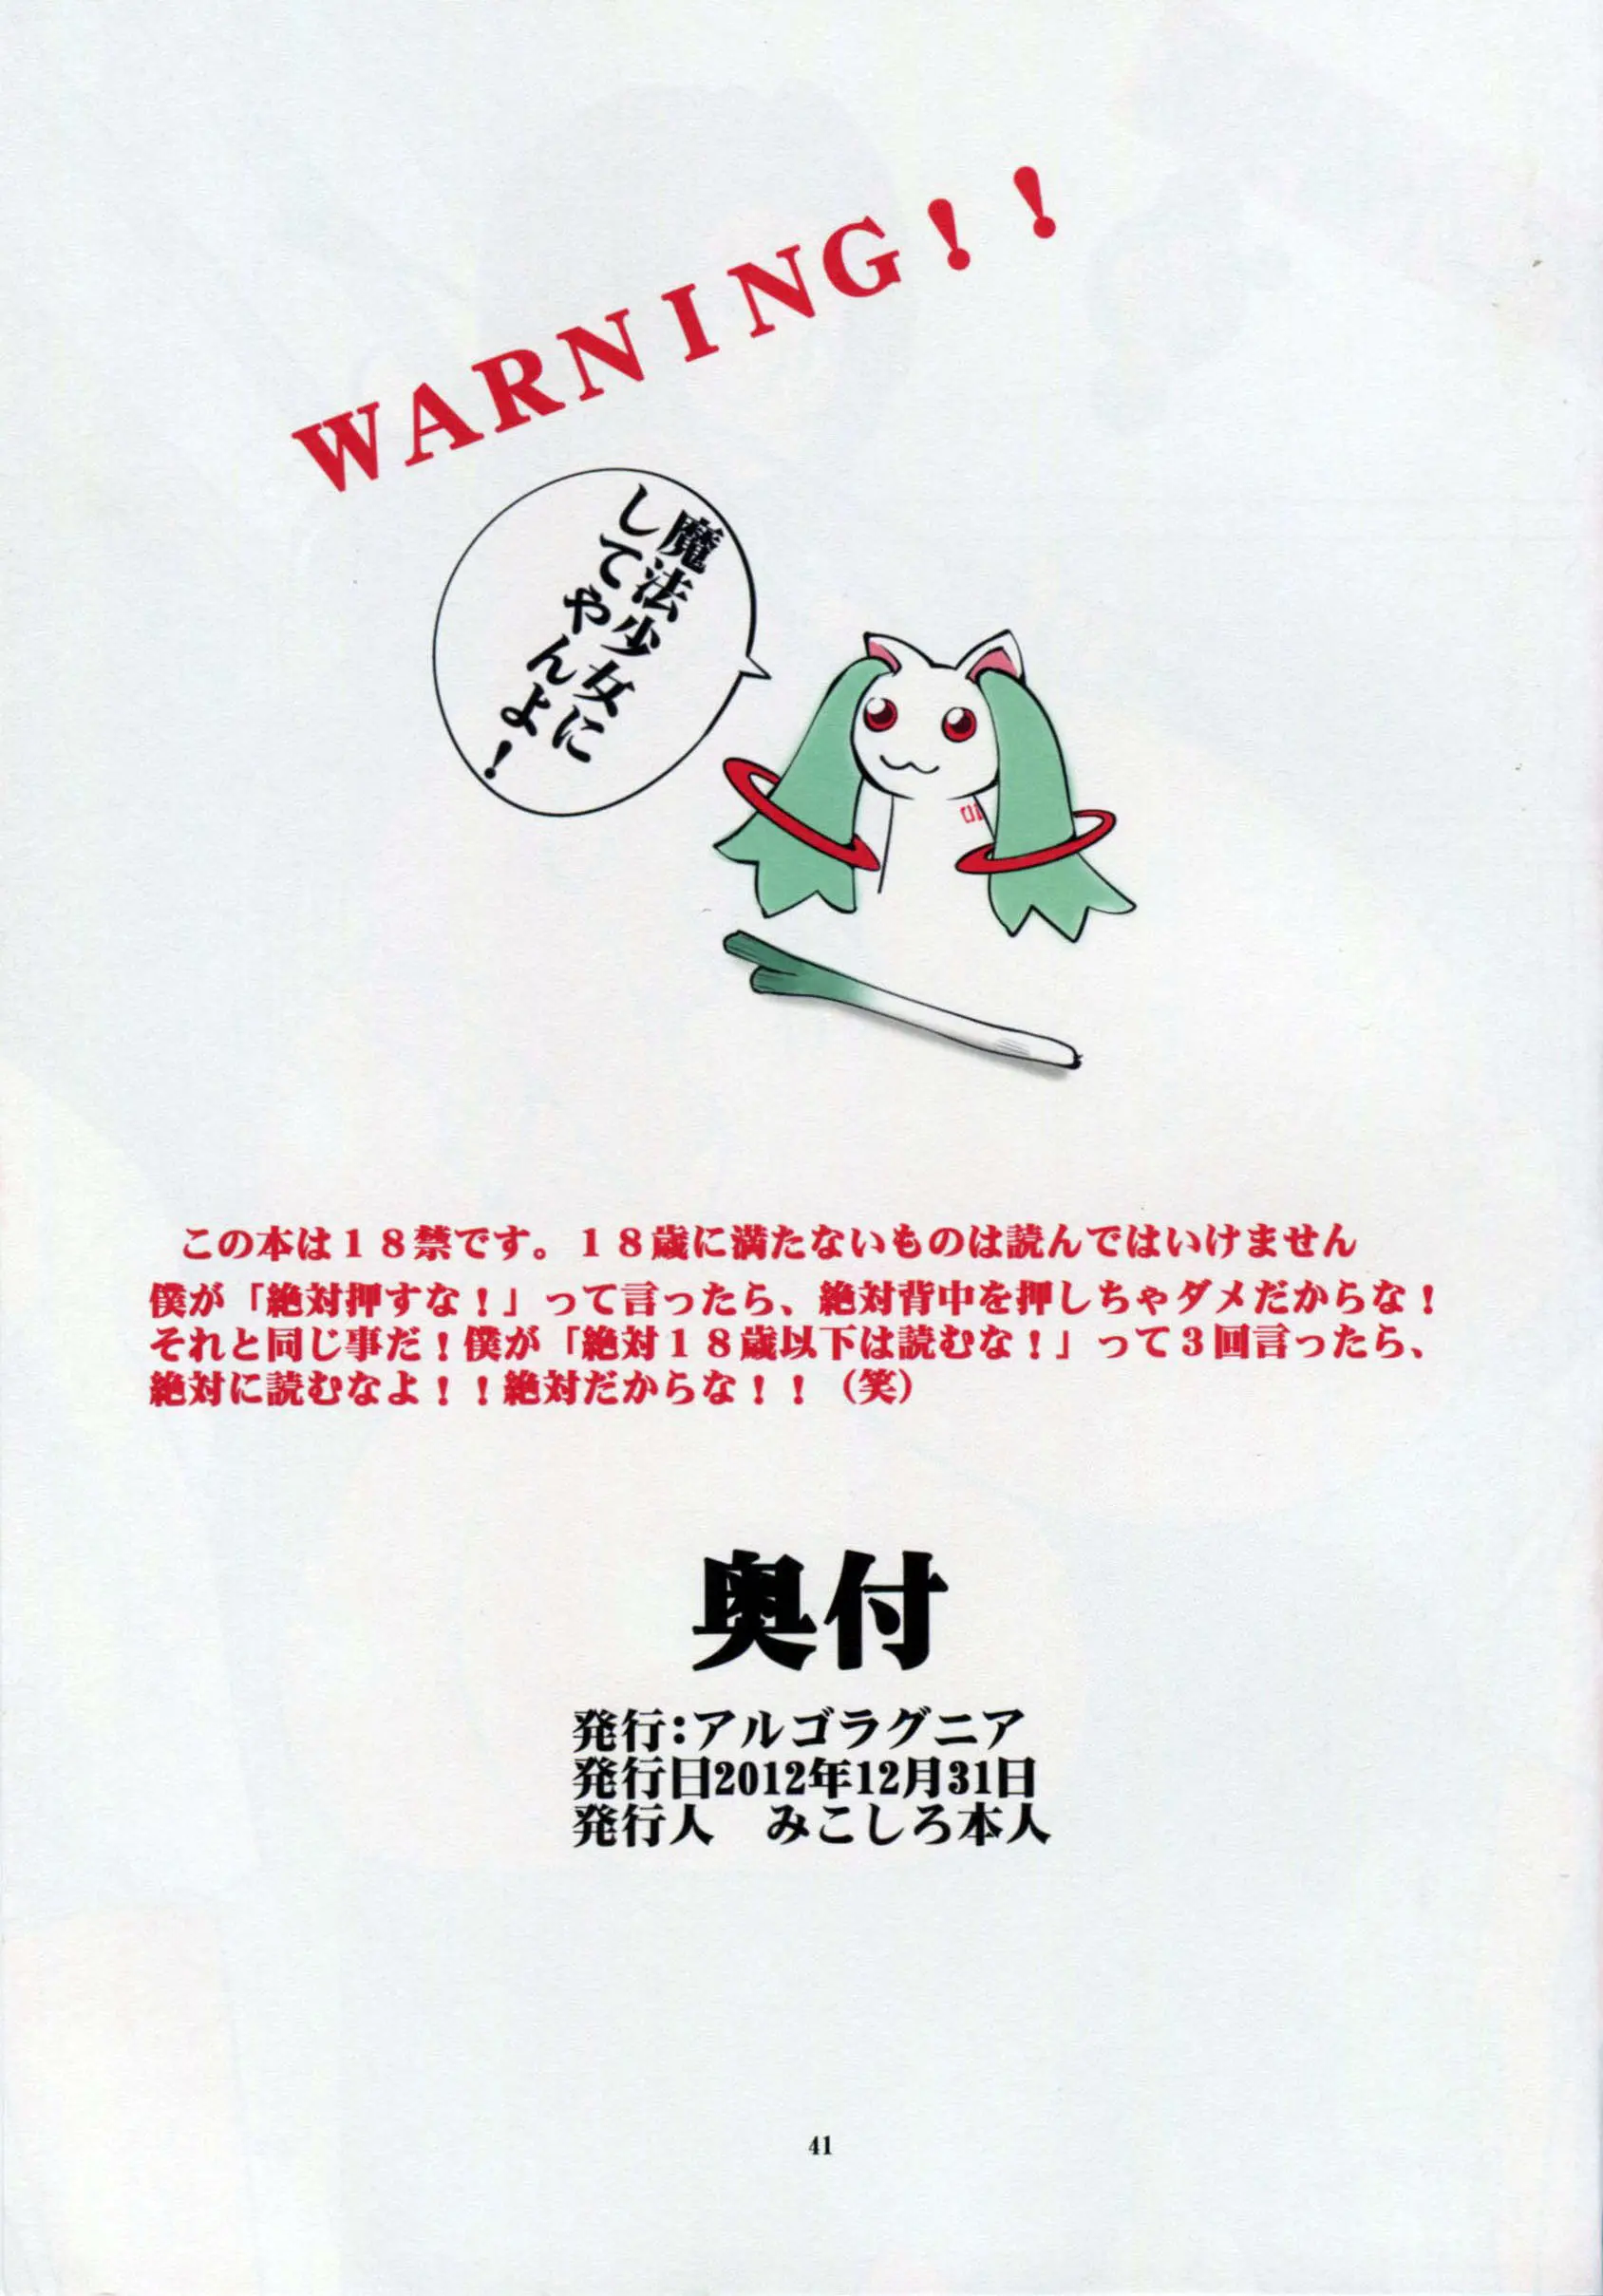 WARNING！！
魔法少女に
してやんよ！
01
この本は１８禁です。１８歳に満たないものは読んではいけません
僕が「絶対押すな！」って言ったら、絶対背中を押しちゃダメだからな！
それと同じ事だ！僕が「絶対１８歳以下は読むな！」って３回言ったら、
絶対に読むなよ！！絶対だからな！！（笑）
奥付
発行：アルゴラグニア
発行日2012年12月31日
発行人　みこしろ本人
41